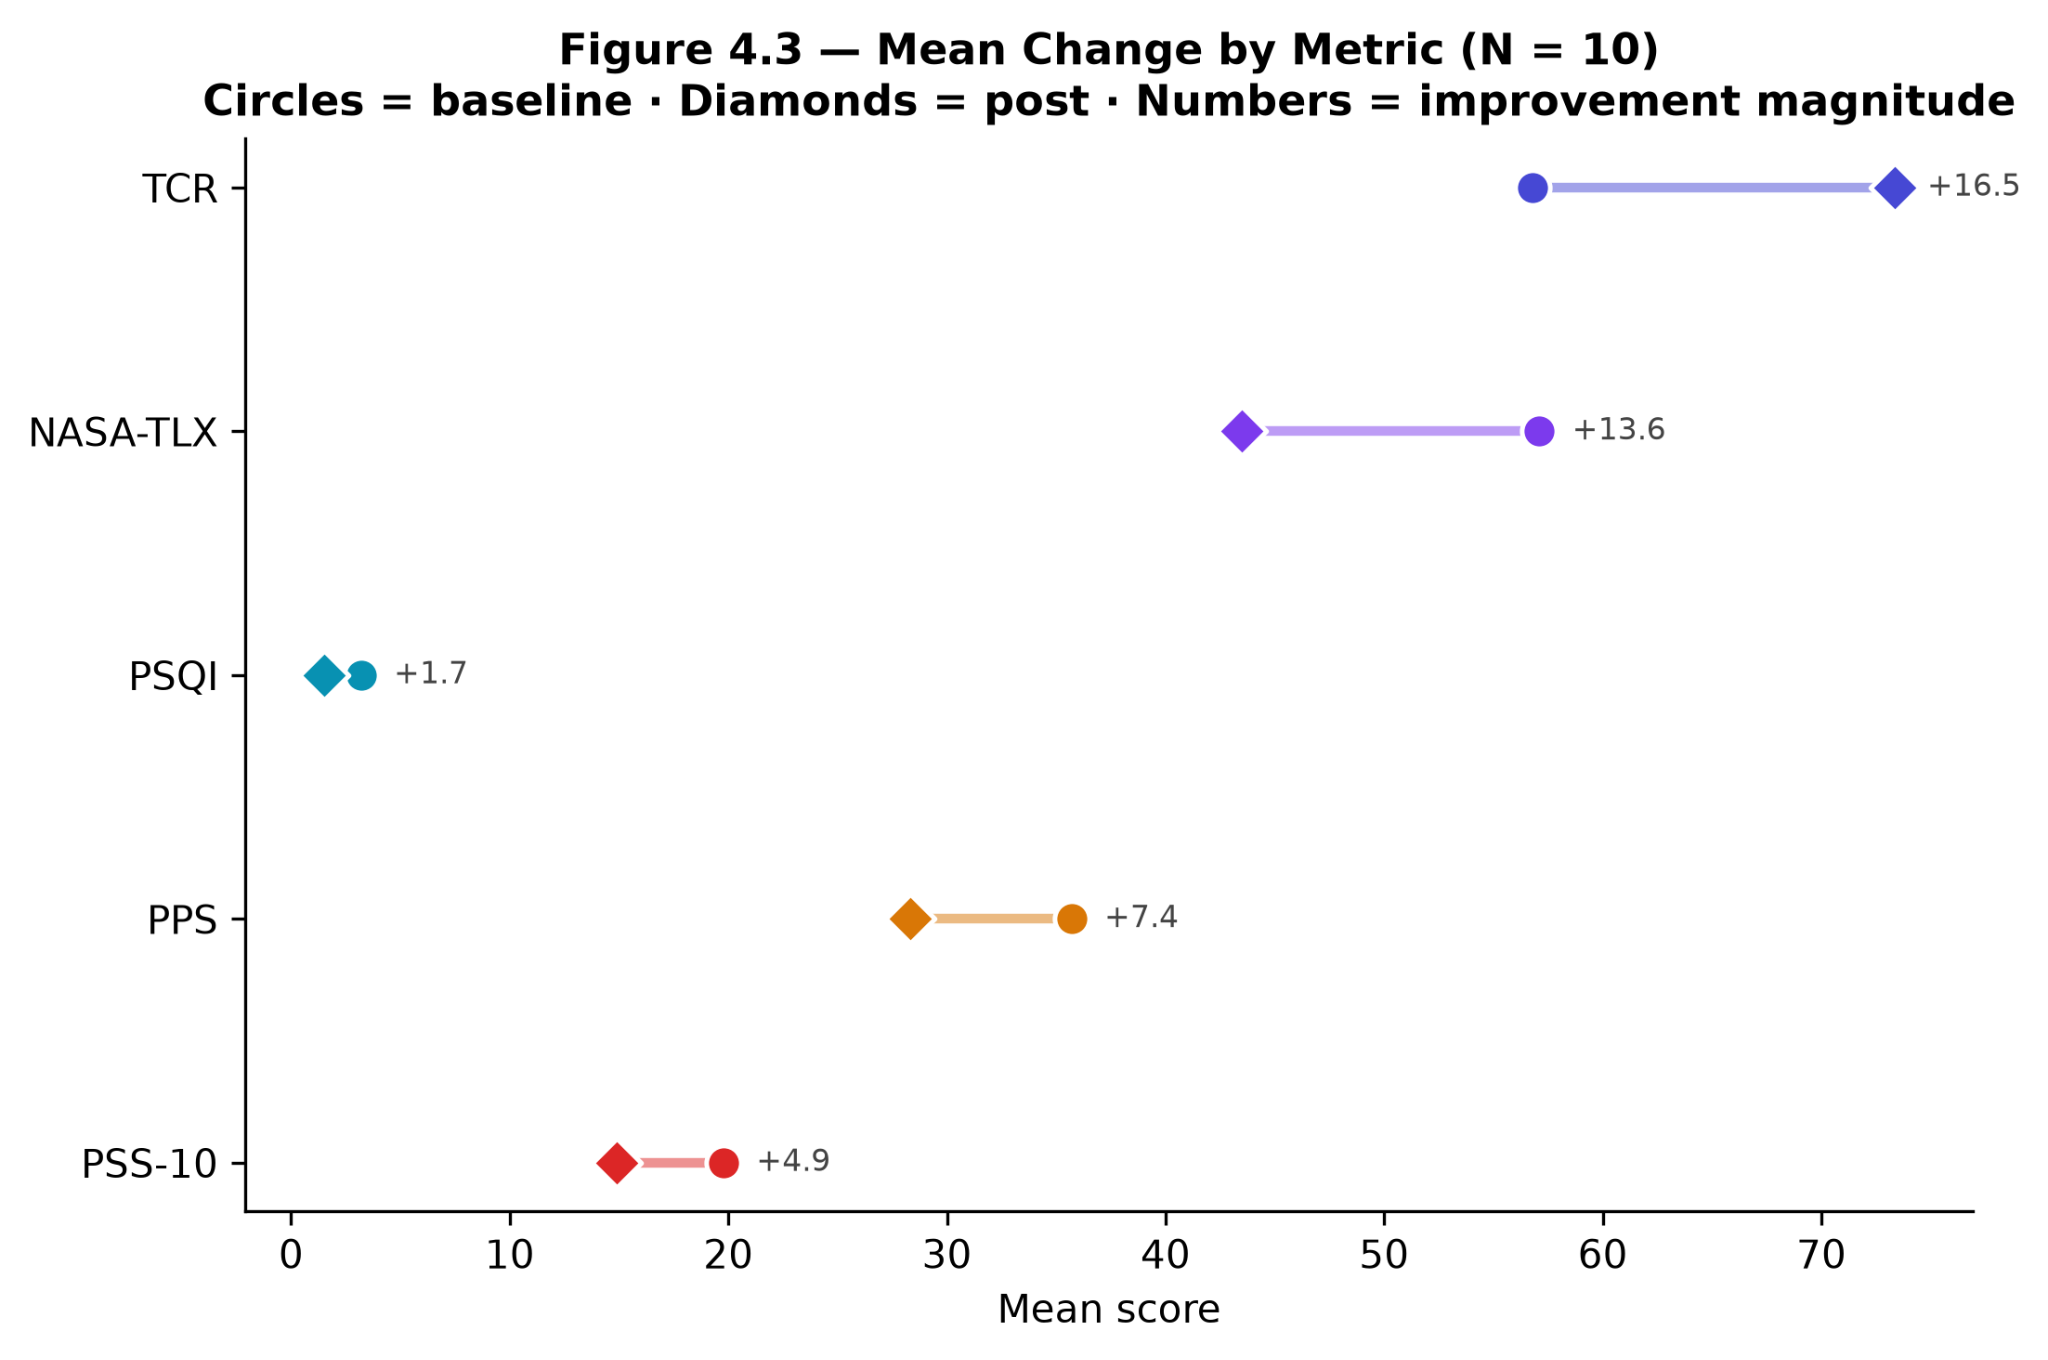 Figure 4.3 — Mean Change by Metric (N = 10)
Circles = baseline · Diamonds = post · Numbers = improvement magnitude
TCR
+16.5
NASA-TLX
+13.6
PSQI
+1.7
PPS
+7.4
PSS-10
+4.9
0 10 20 30 40 50 60 70
Mean score